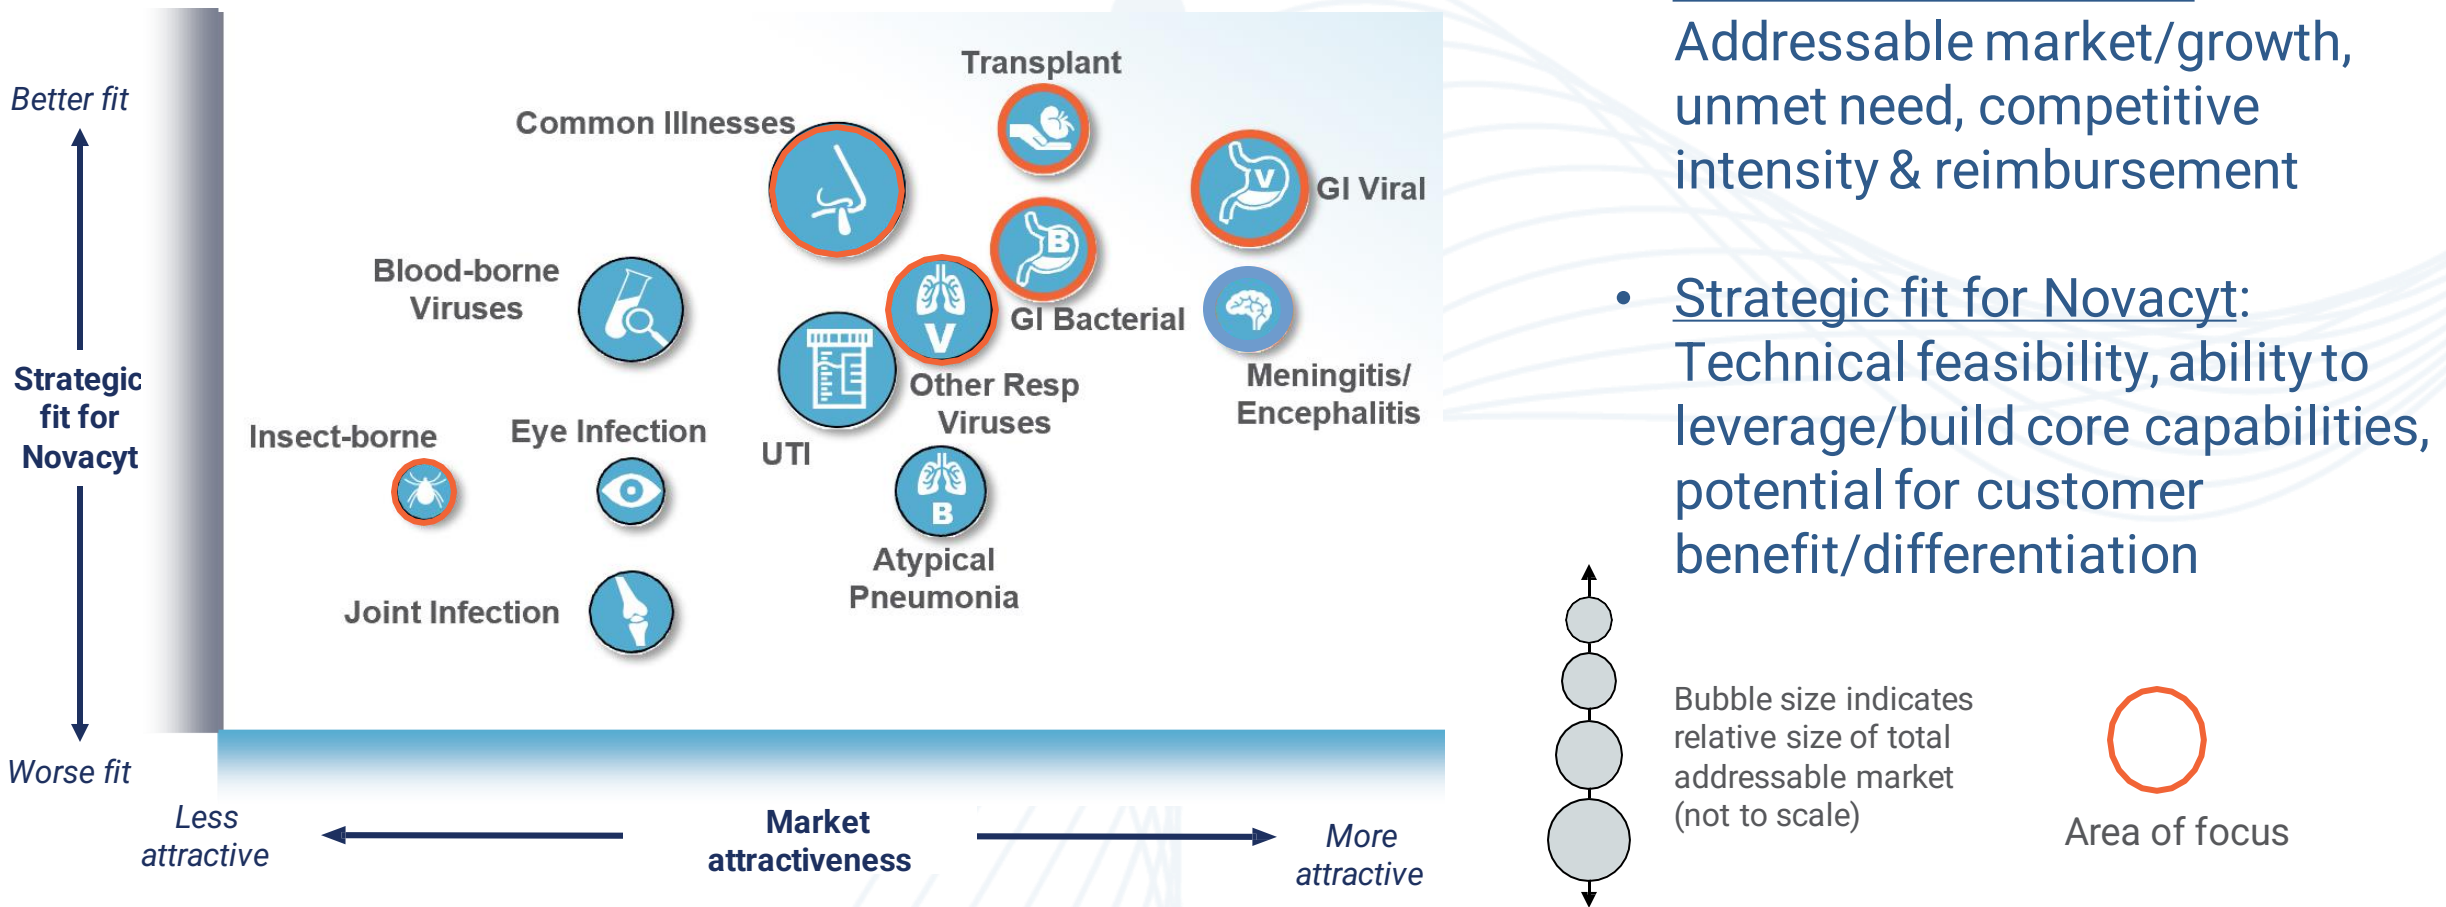 Better fit
Strategic
fit for
Novacyt
Worse fit
Less
attractive
Market
attractiveness
More
attractive
Transplant
Common Illnesses
V
GI Viral
B
GI Bacterial
Blood-borne
Viruses
V
Other Resp
Viruses
Meningitis/
Encephalitis
UTI
Insect-borne
Eye Infection
B
Atypical
Pneumonia
Joint Infection
Addressable market/growth,
unmet need, competitive
intensity & reimbursement
• Strategic fit for Novacyt:
Technical feasibility, ability to
leverage/build core capabilities,
potential for customer
benefit/differentiation
Bubble size indicates
relative size of total
addressable market
(not to scale)
Area of focus